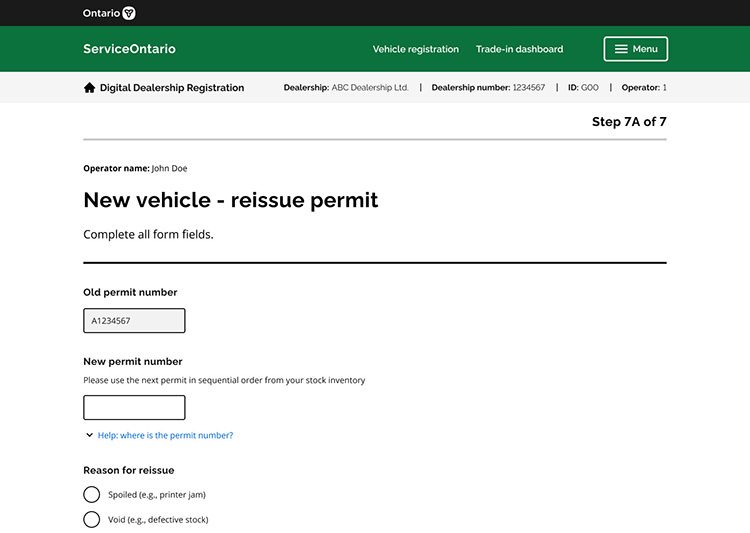 Ontario
ServiceOntario Vehicle registration Trade-in dashboard Menu
Digital Dealership Registration Dealership: ABC Dealership Ltd. | Dealership number: 1234567 | ID: G00 | Operator: 1
Step 7A of 7
Operator name: John Doe
New vehicle - reissue permit
Complete all form fields.
Old permit number
A1234567
New permit number
Please use the next permit in sequential order from your stock inventory
Help: where is the permit number?
Reason for reissue
Spoiled (e.g., printer jam)
Void (e.g., defective stock)